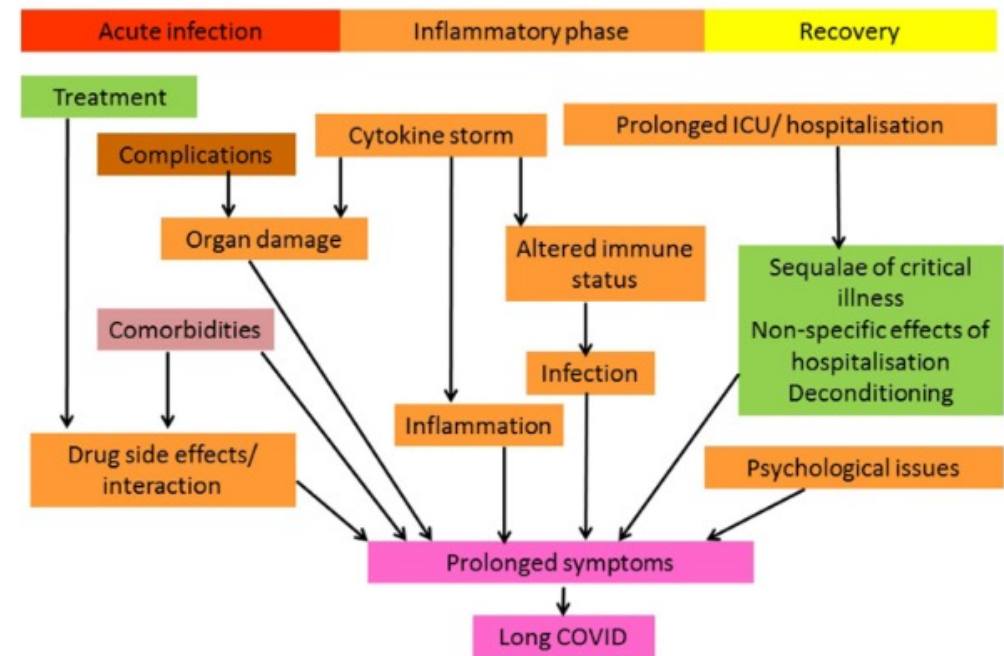 Acute infection
Inflammatory phase
Recovery
Treatment
Complications
Cytokine storm
Prolonged ICU/ hospitalisation
Organ damage
Altered immune
status
Sequalae of critical
illness
Non-specific effects of
hospitalisation
Deconditioning
Comorbidities
Infection
Inflammation
Drug side effects/
interaction
Psychological issues
Prolonged symptoms
Long COVID